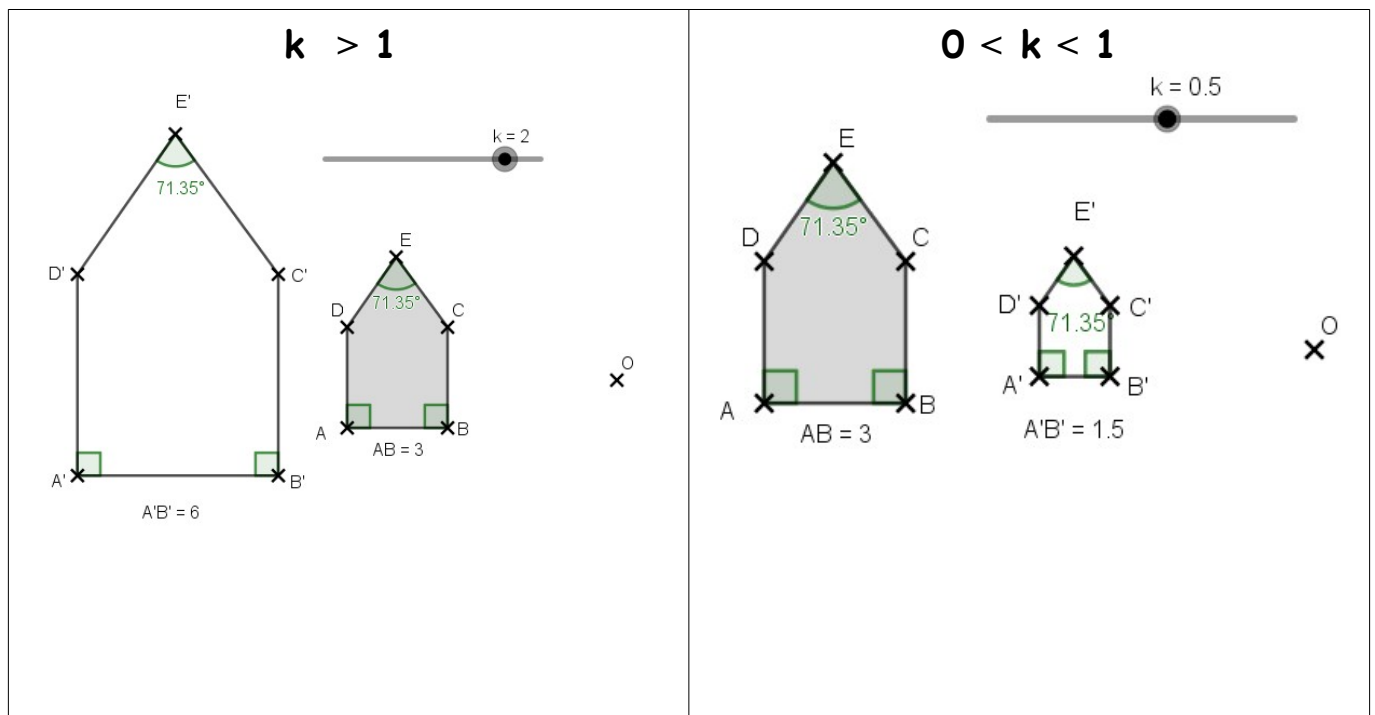 k > 1
E'
k = 2
71.35°
E
D'
C'
71.35°
D
C
O
A
B
AB = 3
A'
B'
A'B' = 6
0 < k < 1
k = 0.5
E
71.35°
E'
D
C
D'
C'
71.35°
O
A'
B'
A
B
AB = 3
A'B' = 1.5